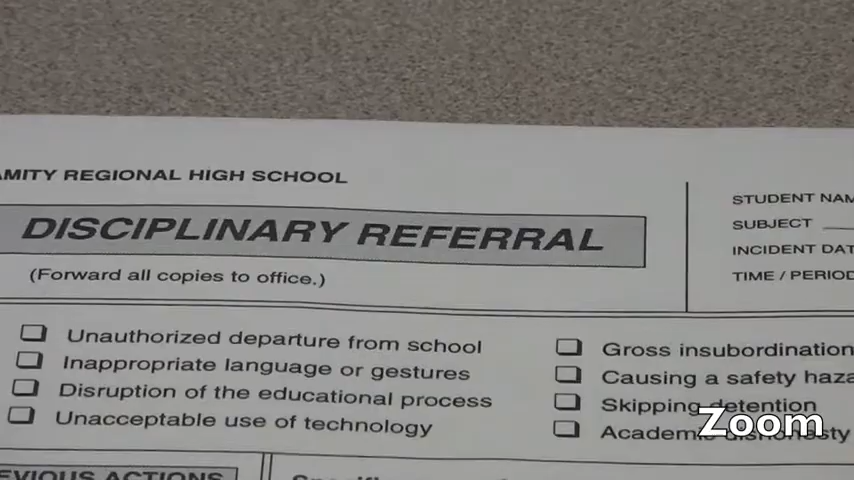 AMITY REGIONAL HIGH SCHOOL
DISCIPLINARY REFERRAL
(Forward all copies to office.)
STUDENT NAM
SUBJECT
INCIDENT DAT
TIME / PERIOD
Unauthorized departure from school
Inappropriate language or gestures
Disruption of the educational process
Unacceptable use of technology
Gross insubordination
Causing a safety haza
Skipping detention
Academic dishonesty
Zoom
EVIOUS ACTIONS